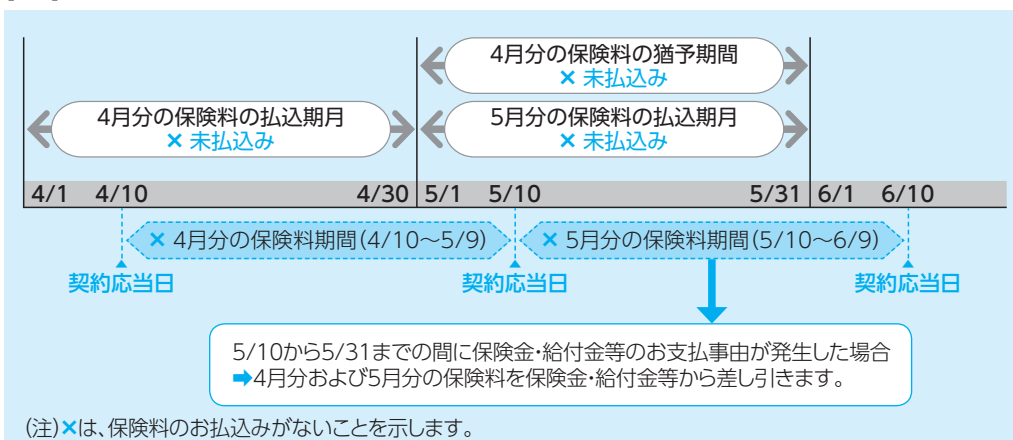 4月分の保険料の猶予期間
× 未払込み
4月分の保険料の払込期月
× 未払込み
5月分の保険料の払込期月
× 未払込み
4/1 4/10 4/30 5/1 5/10 5/31 6/1 6/10
× 4月分の保険料期間(4/10～5/9)
× 5月分の保険料期間(5/10～6/9)
契約応当日
契約応当日
契約応当日
5/10から5/31までの間に保険金・給付金等のお支払事由が発生した場合
➡4月分および5月分の保険料を保険金・給付金等から差し引きます。
(注)×は、保険料のお払込みがないことを示します。